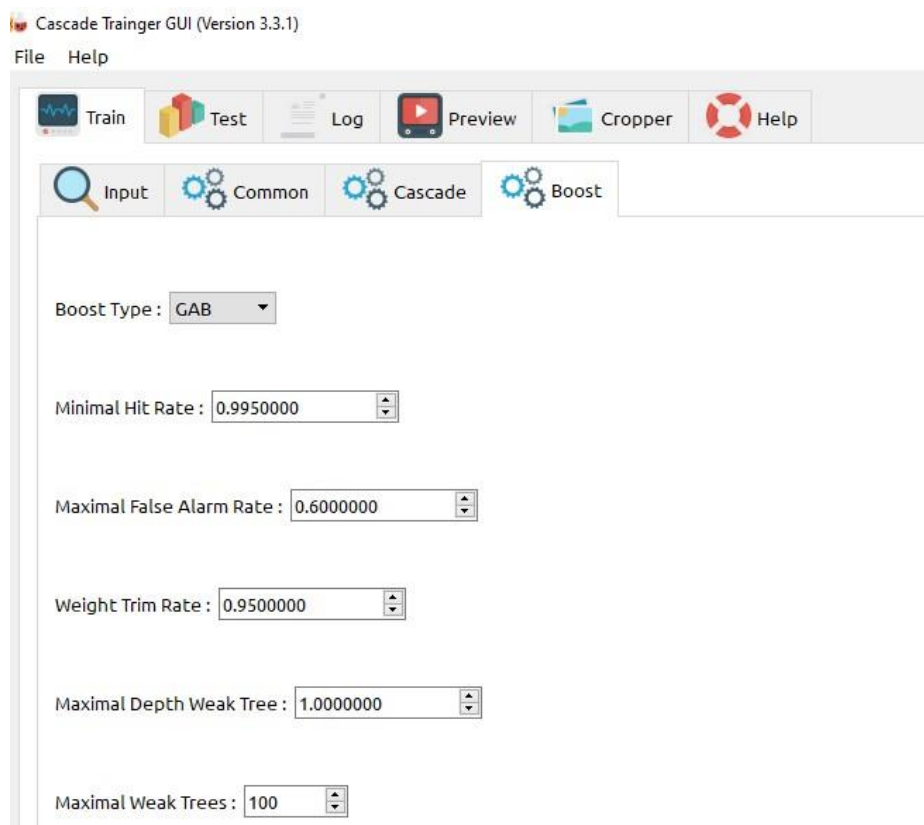 Cascade Trainger GUI (Version 3.3.1)
File Help
Train Test Log Preview Cropper Help
Input Common Cascade Boost
Boost Type : GAB
Minimal Hit Rate : 0.9950000
Maximal False Alarm Rate : 0.6000000
Weight Trim Rate : 0.9500000
Maximal Depth Weak Tree : 1.0000000
Maximal Weak Trees : 100